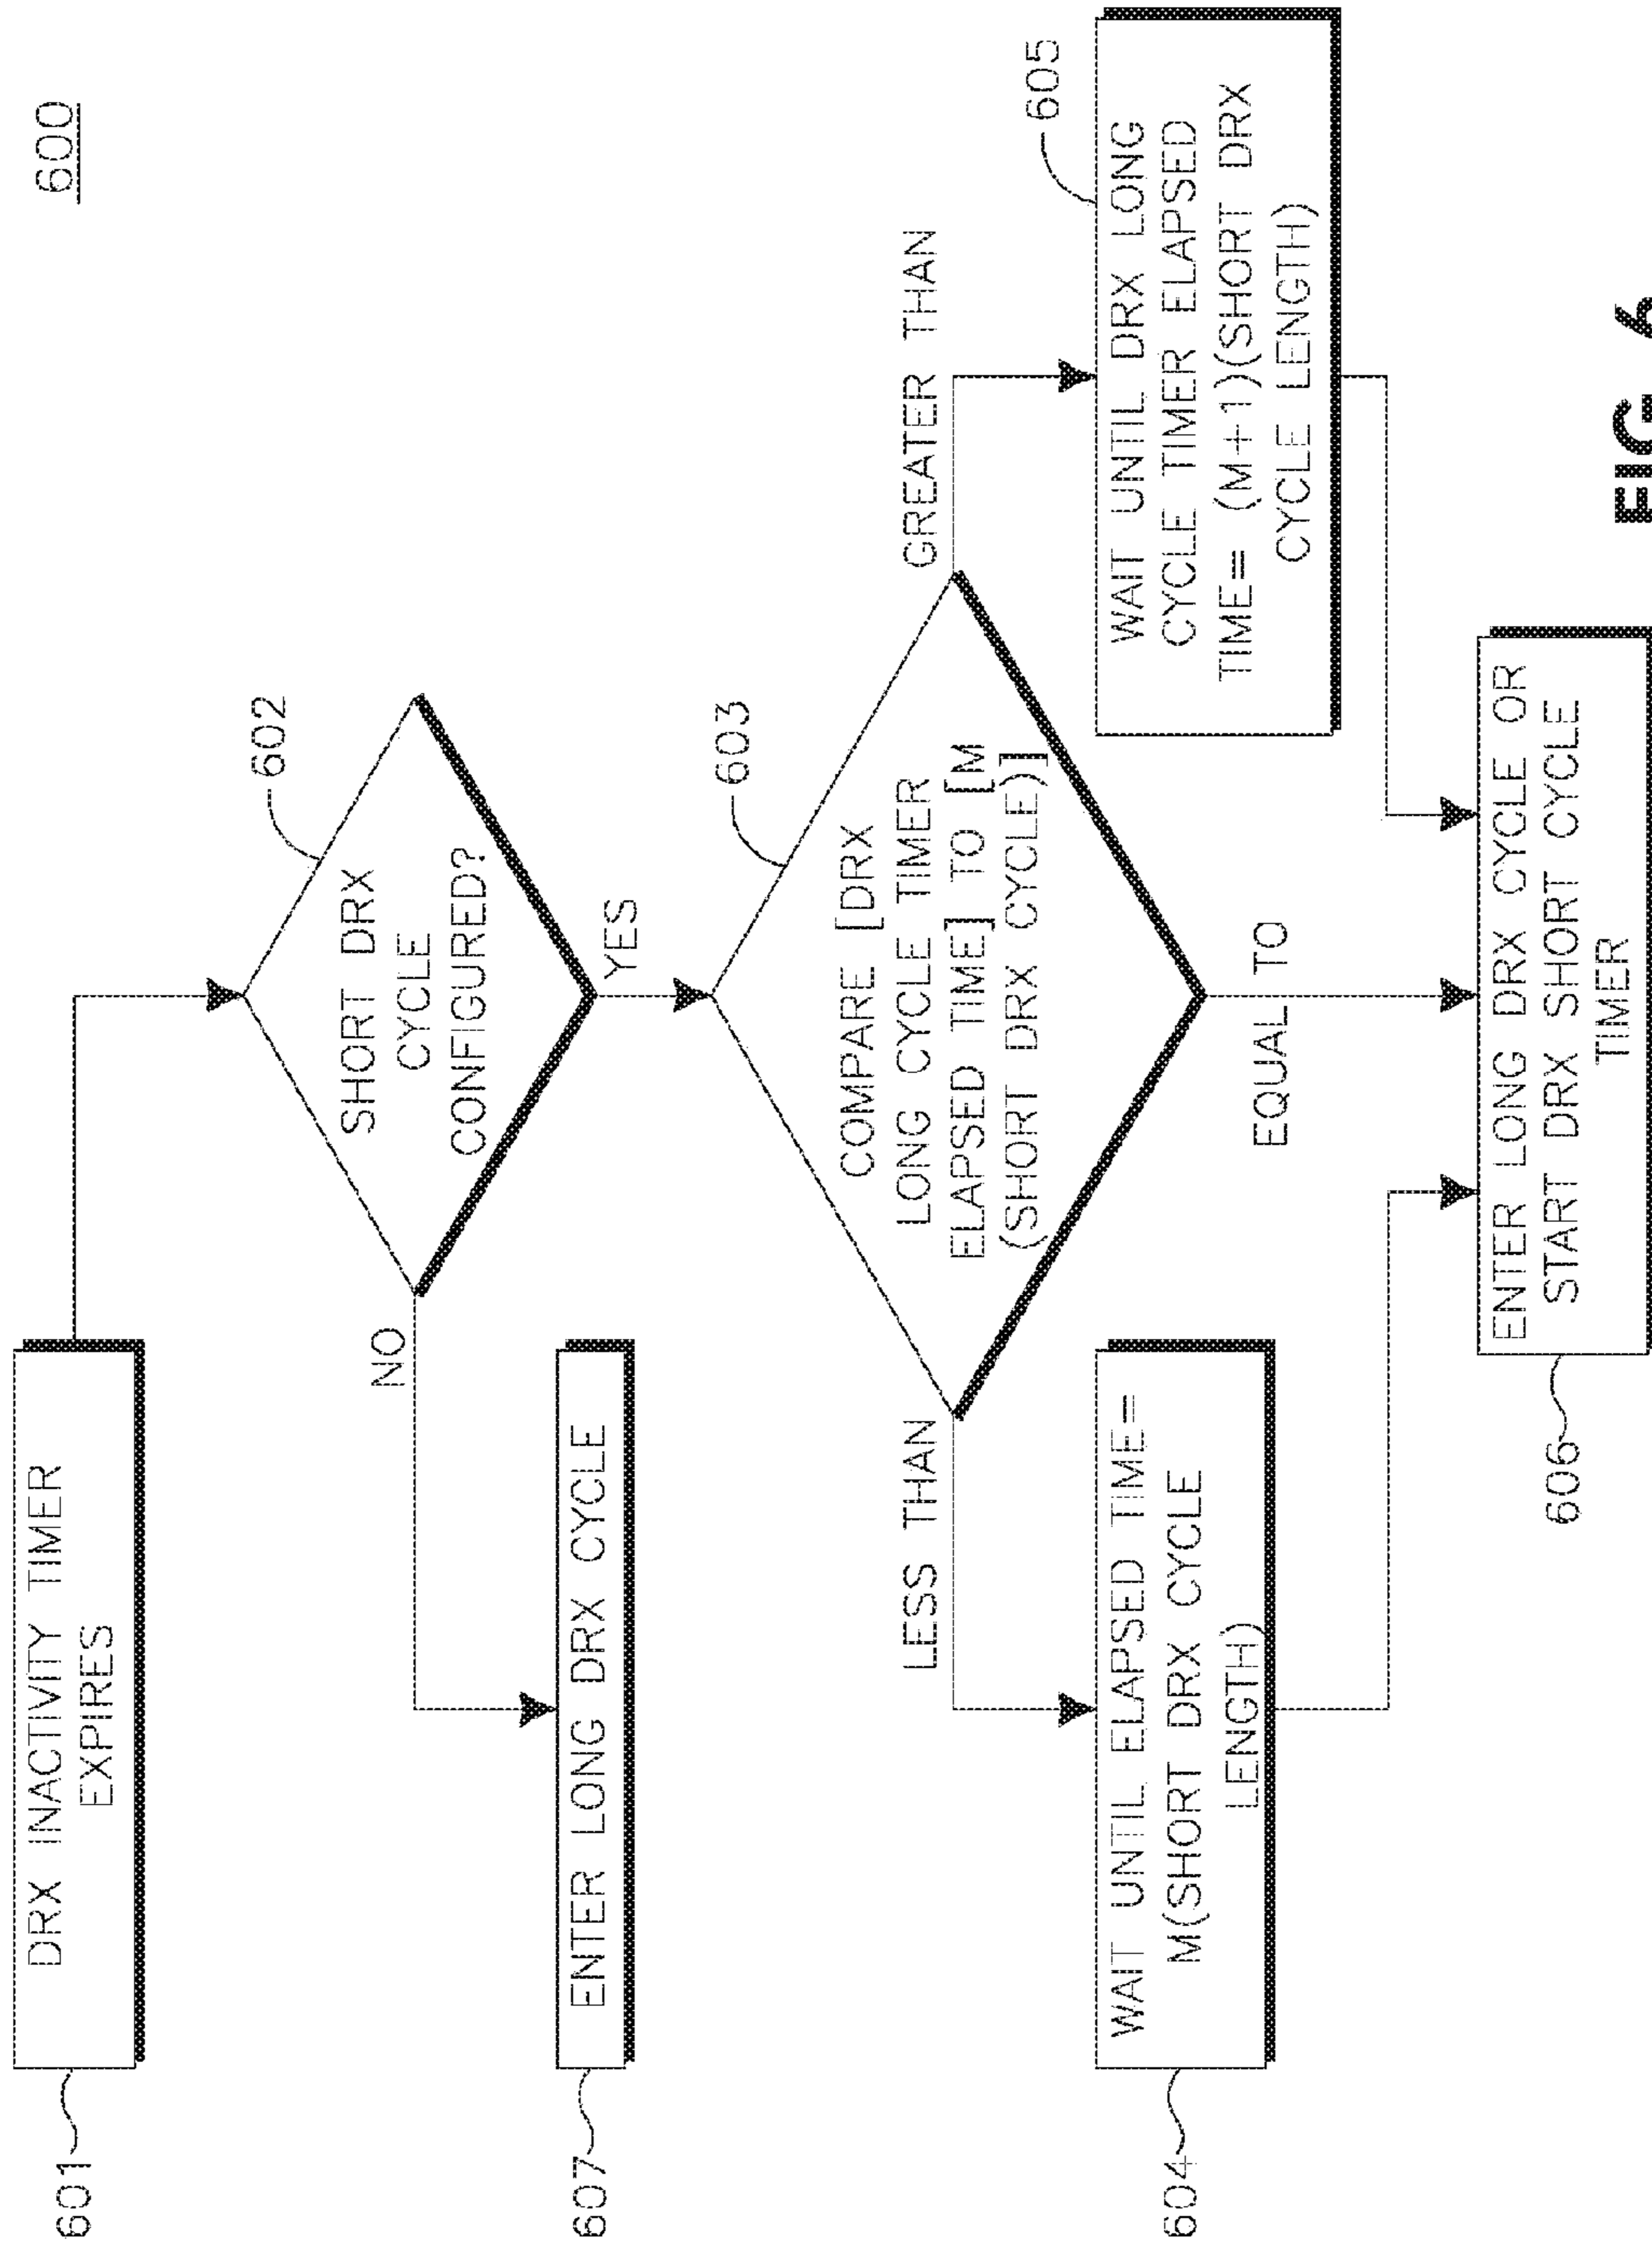 600
601
DRX INACTIVITY TIMER
EXPIRES
602
SHORT DRX
CYCLE
CONFIGURED?
NO
YES
607
ENTER LONG DRX CYCLE
603
COMPARE [DRX
LONG CYCLE TIMER
ELAPSED TIME] TO [M
(SHORT DRX CYCLE)]
LESS THAN
EQUAL TO
GREATER THAN
604
WAIT UNTIL ELAPSED TIME=
M(SHORT DRX CYCLE
LENGTH)
605
WAIT UNTIL DRX LONG
CYCLE TIMER ELAPSED
TIME= (M+1)(SHORT DRX
CYCLE LENGTH)
606
ENTER LONG DRX CYCLE OR
START DRX SHORT CYCLE
TIMER
FIG. 6